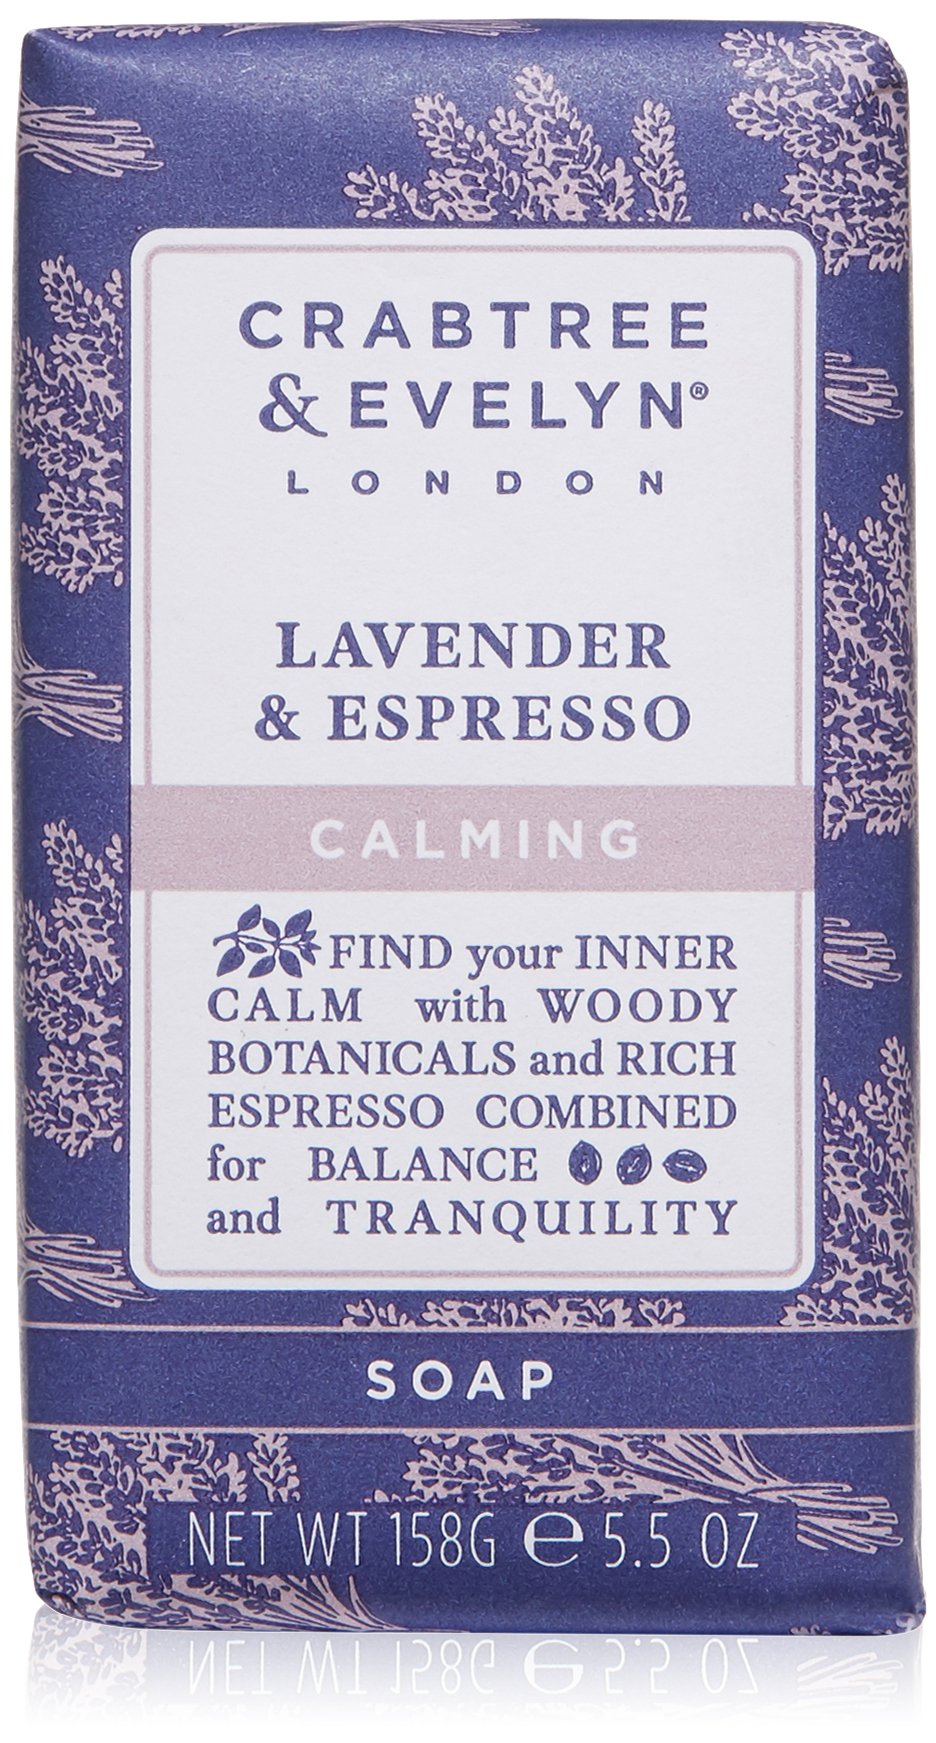 CRABTREE
& EVELYN®
LONDON
LAVENDER
& ESPRESSO
CALMING
FIND your INNER
CALM with WOODY
BOTANICALS and RICH
ESPRESSO COMBINED
for BALANCE
and TRANQUILITY
SOAP
NET WT 158G ℮ 5.5 OZ